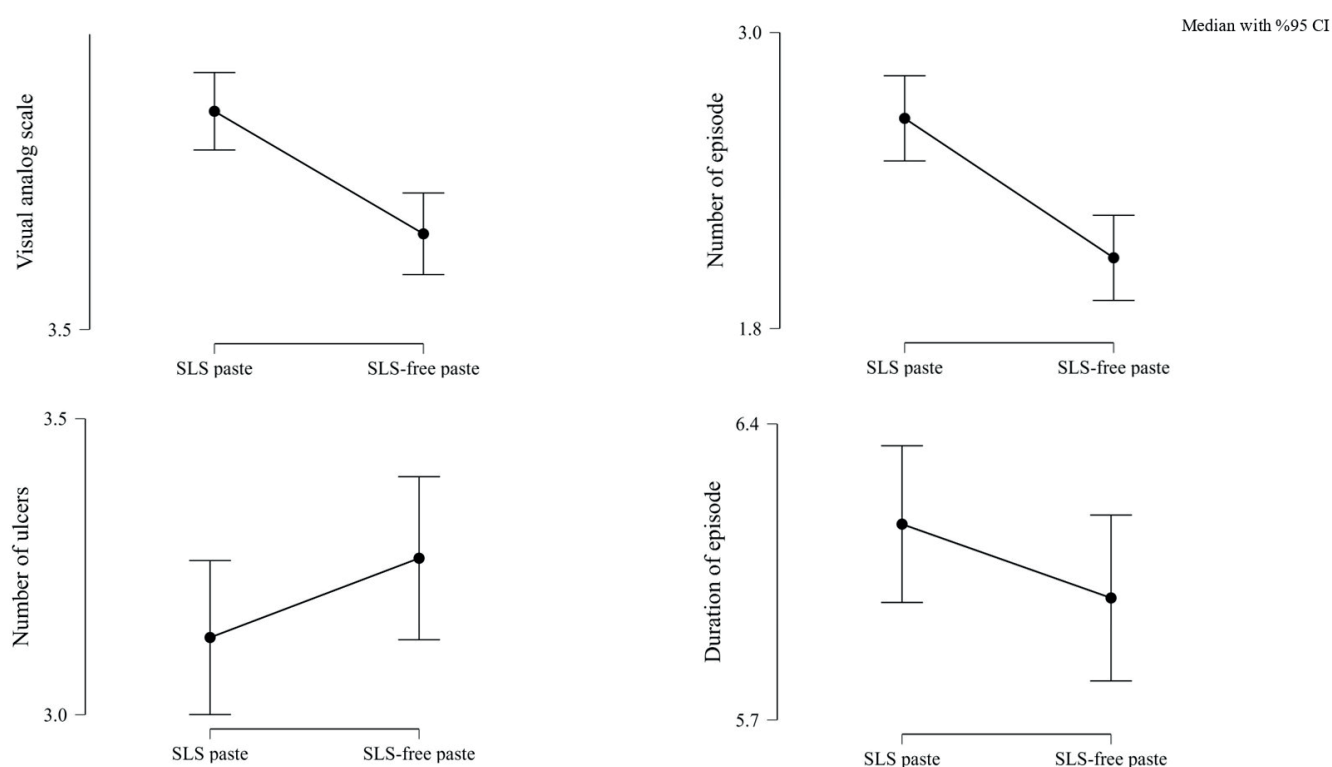 Median with %95 CI
Visual analog scale
3.5
SLS paste
SLS-free paste
Number of episode
3.0
1.8
SLS paste
SLS-free paste
Number of ulcers
3.5
3.0
SLS paste
SLS-free paste
Duration of episode
6.4
5.7
SLS paste
SLS-free paste